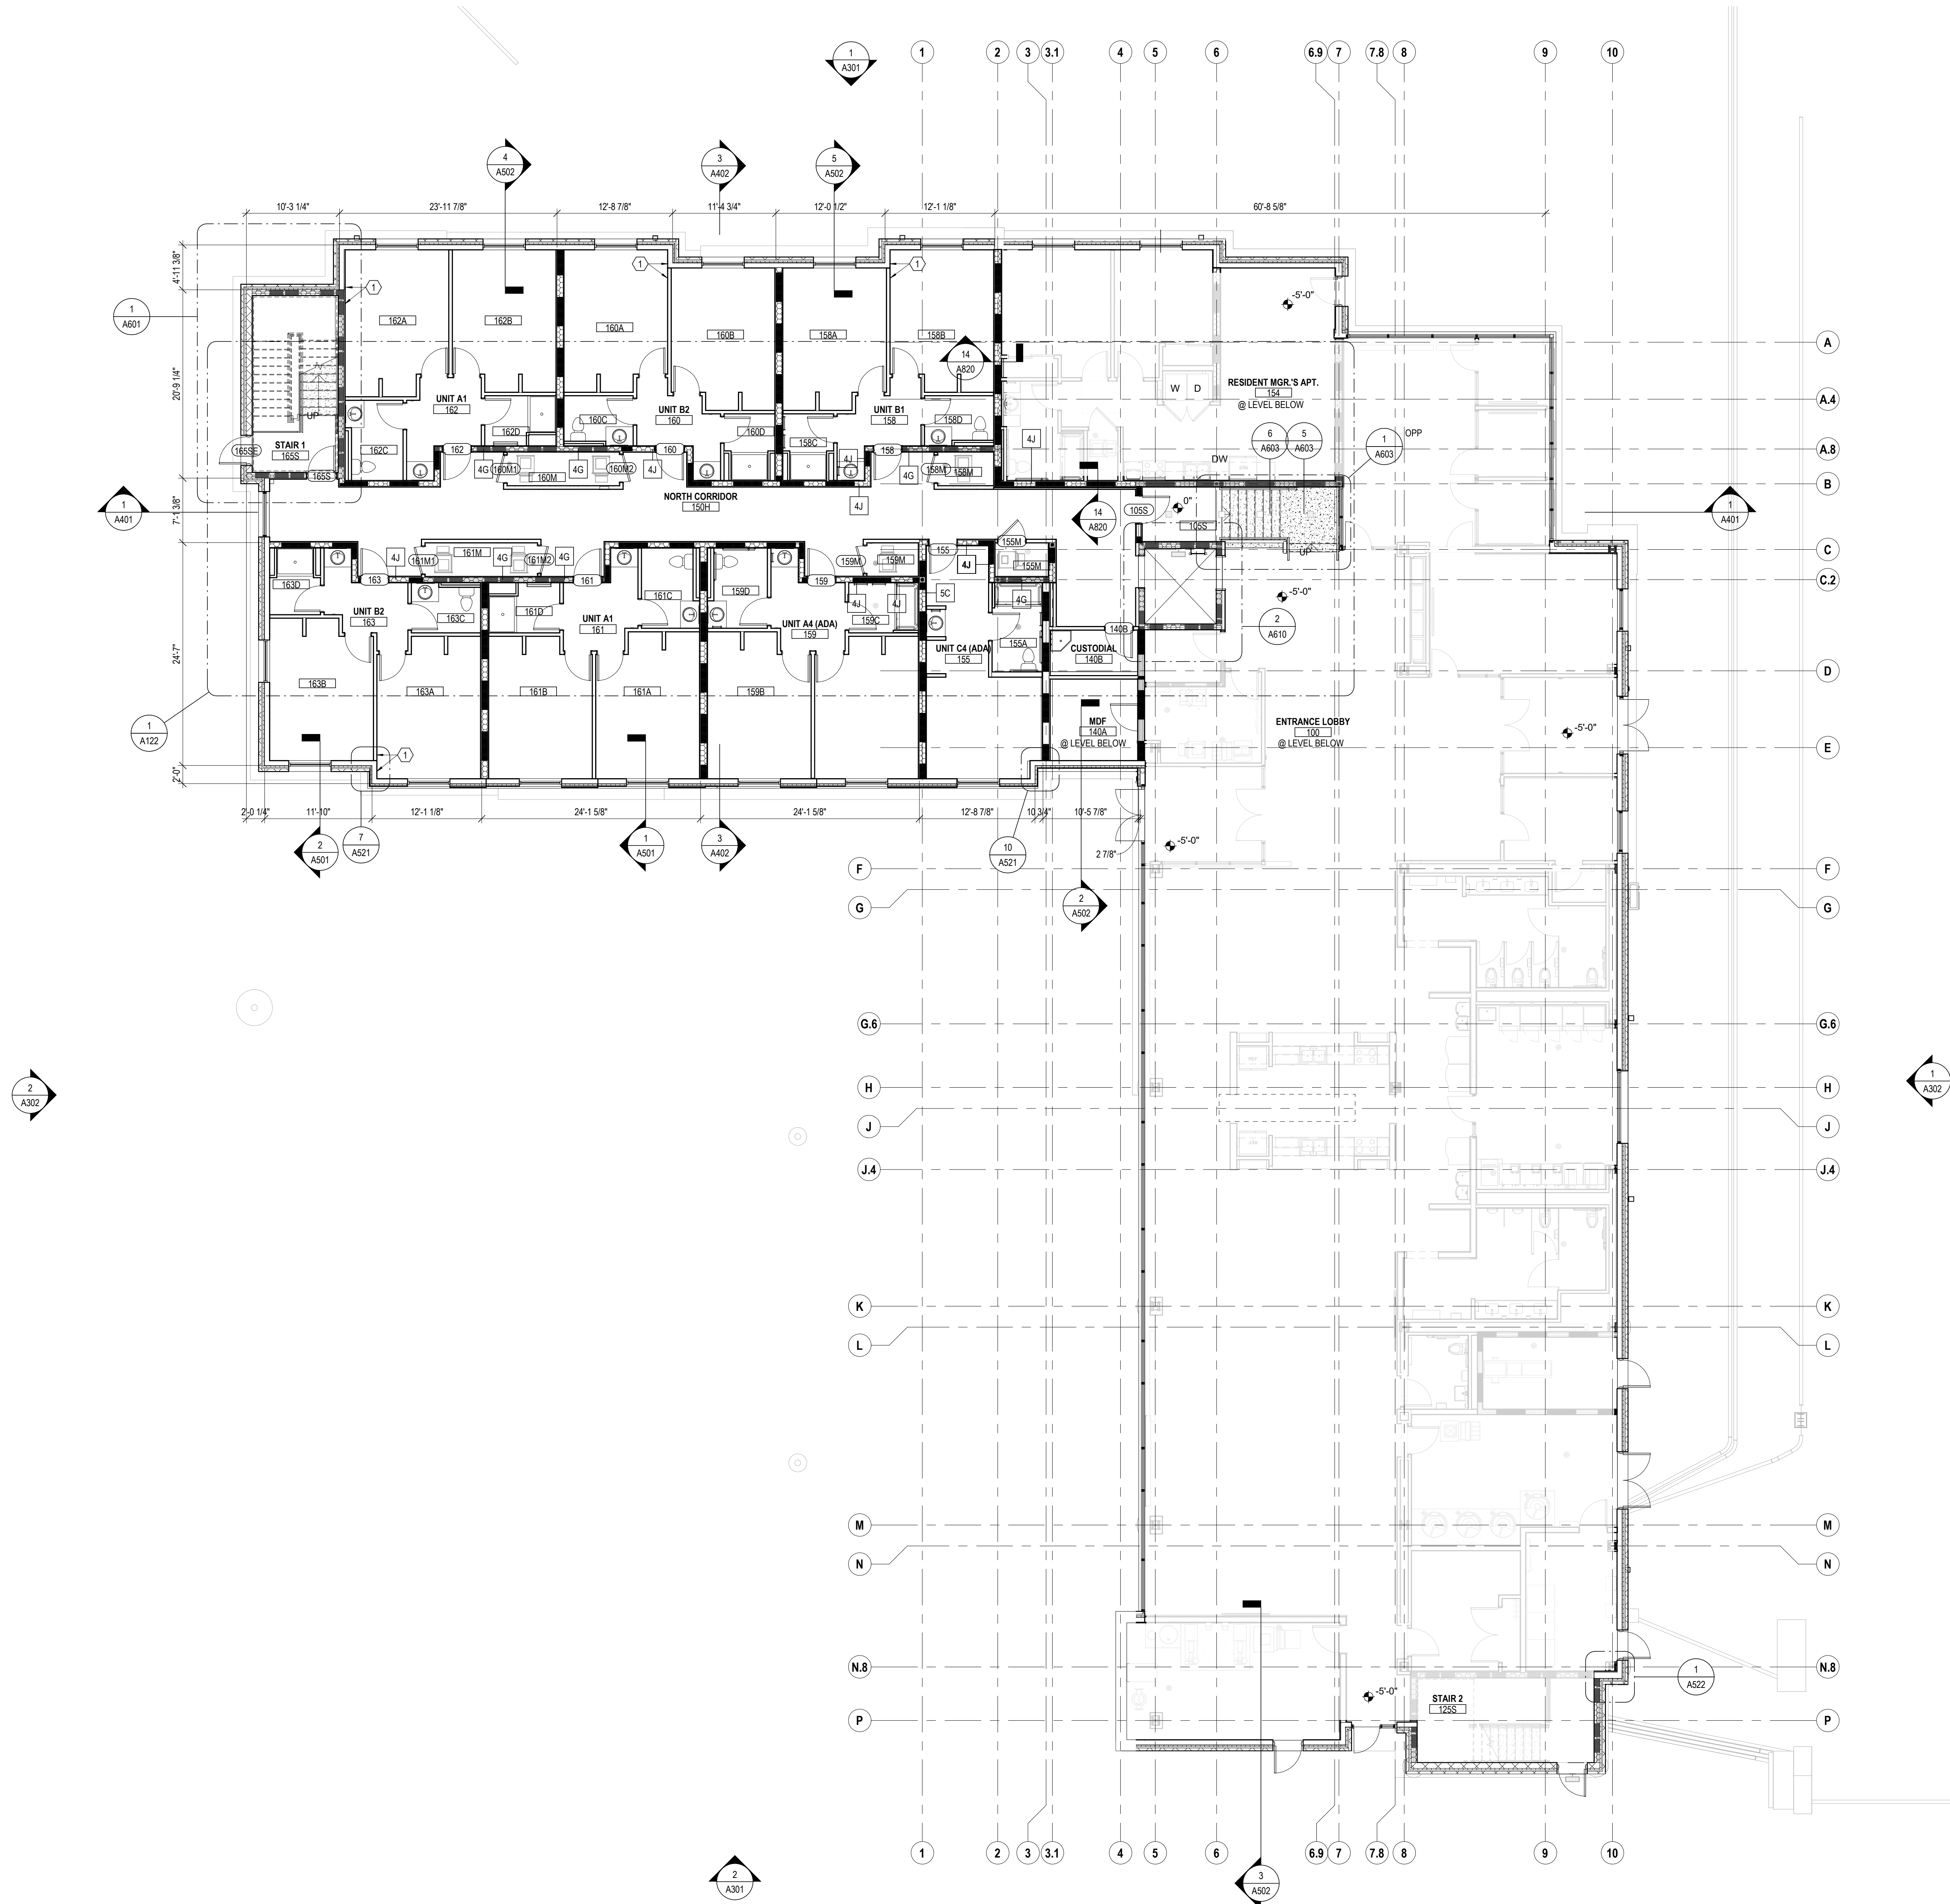 1
A301
1
2
3
3.1
4
5
6
6.9
7
7.8
8
9
10
4
A502
3
A402
5
A502
10'-3 1/4"
23'-11 7/8"
12'-8 7/8"
11'-4 3/4"
12'-0 1/2"
12'-1 1/8"
60'-8 5/8"
4'-11 3/8"
20'-9 1/4"
7'-1 3/8"
24'-7"
2'-0"
1
A601
1
1
1
-5'-0"
162A
162B
160A
160B
158A
158B
14
A820
A
A
W D
RESIDENT MGR.'S APT.
154
@ LEVEL BELOW
A.4
UNIT A1
162
UNIT B2
160
UNIT B1
158
160C
158D
UP
STAIR 1
165S
165SE
165S
162C
162D
162
160
160D
158C
158
4J
6
A603
5
A603
1
A603
OPP
A.8
4G
160M1
4G
160M2
4J
160M
4J
4G
158M
158M
DW
B
NORTH CORRIDOR
150H
4J
1
A401
14
A820
105S
0"
105S
UP
1
A401
C
163D
163
4J
161M1
161M
4G
161M2
4G
161
159M
159M
155
4J
155M
155M
C.2
UNIT B2
163
163C
161D
UNIT A1
161
161C
159D
159
4J
4J
159C
UNIT A4 (ADA)
159
5C
4G
-5'-0"
2
A610
UNIT C4 (ADA)
155
155A
CUSTODIAL
140B
140B
D
163B
163A
161B
161A
159B
1
A122
MDF
140A
@ LEVEL BELOW
ENTRANCE LOBBY
100
@ LEVEL BELOW
-5'-0"
E
1
2'-0 1/4"
11'-10"
12'-1 1/8"
24'-1 5/8"
24'-1 5/8"
12'-8 7/8"
10 3/4"
10'-5 7/8"
2 7/8"
2
A501
7
A521
1
A501
3
A402
10
A521
-5'-0"
F
F
2
A502
G
G
G.6
G.6
2
A302
H
H
1
A302
J
J
J.4
J.4
K
K
L
L
M
M
N
N
N.8
N.8
1
A522
-5'-0"
STAIR 2
125S
P
P
1
2
3
3.1
4
5
6
6.9
7
7.8
8
9
10
2
A301
3
A502